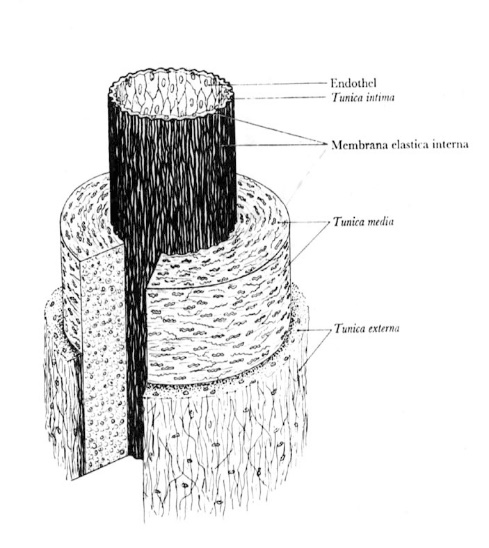 Endothel
Tunica intima
Membrana elastica interna
Tunica media
Tunica externa